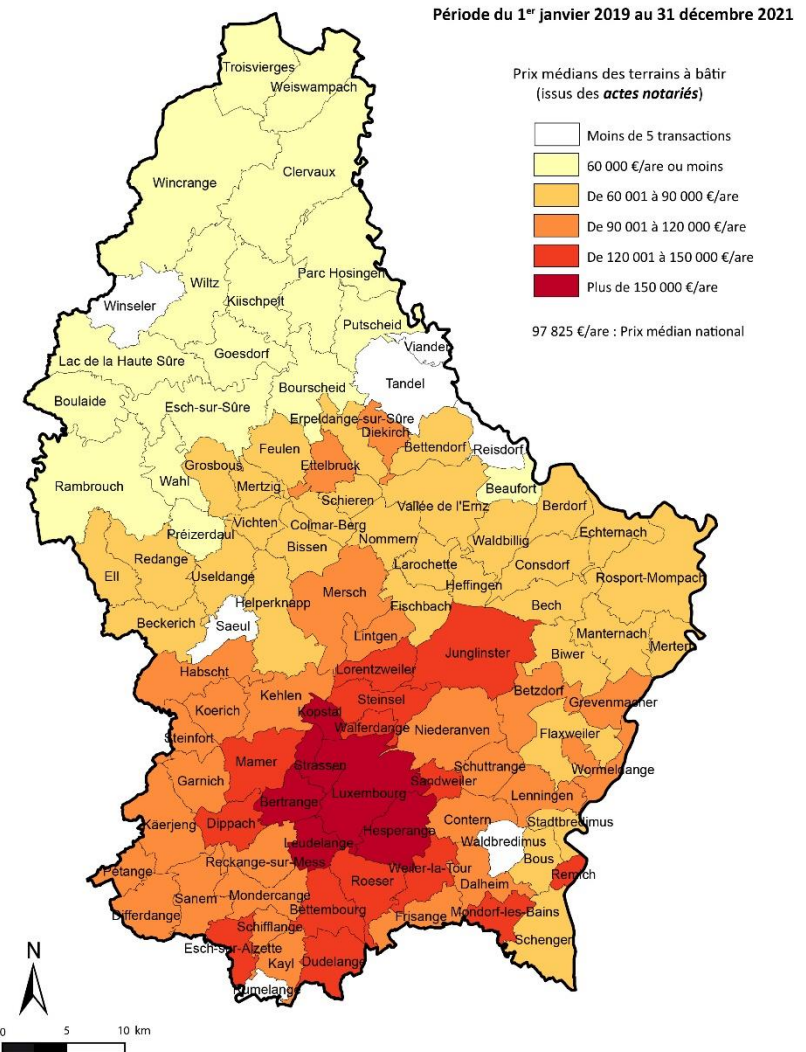 Période du 1er janvier 2019 au 31 décembre 2021
Prix médians des terrains à bâtir
(issus des actes notariés)
Moins de 5 transactions
60 000 €/are ou moins
De 60 001 à 90 000 €/are
De 90 001 à 120 000 €/are
De 120 001 à 150 000 €/are
Plus de 150 000 €/are
97 825 €/are : Prix médian national
Troisvierges
Weiswampach
Clervaux
Wincrange
Parc Hosingen
Wiltz
Kiischpelt
Winseler
Putscheid
Vianden
Goesdorf
Lac de la Haute Sûre
Tandel
Bourscheid
Boulaide
Esch-sur-Sûre
Erpeldange-sur-Sûre
Diekirch
Bettendorf
Reisdorf
Feulen
Ettelbruck
Grosbous
Wahl
Rambrouch
Mertzig
Beaufort
Schieren
Vallée de l'Ernz
Berdorf
Vichten
Colmar-Berg
Préizerdaul
Echternach
Nommern
Waldbillig
Bissen
Redange
Larochette
Consdorf
Ell
Useldange
Heffingen
Rosport-Mompach
Mersch
Helperknapp
Fischbach
Bech
Beckerich
Saeul
Lintgen
Manternach
Mertert
Junglinster
Biwer
Lorentzweiler
Habscht
Kehlen
Steinsel
Betzdorf
Grevenmacher
Koerich
Kopstal
Walferdange
Niederanven
Flaxweiler
Steinfort
Mamer
Strassen
Schuttrange
Wormeldange
Garnich
Sandweiler
Luxembourg
Lenningen
Bertrange
Käerjeng
Dippach
Contern
Stadtbredimus
Hesperange
Leudelange
Waldbredimus
Bous
Reckange-sur-Mess
Weiler-la-Tour
Pétange
Roeser
Dalheim
Remich
Sanem
Mondercange
Bettembourg
Frisange
Mondorf-les-Bains
Differdange
Schifflange
Schengen
Esch-sur-Alzette
Kayl
Dudelange
Rumelange
N
0 5 10 km